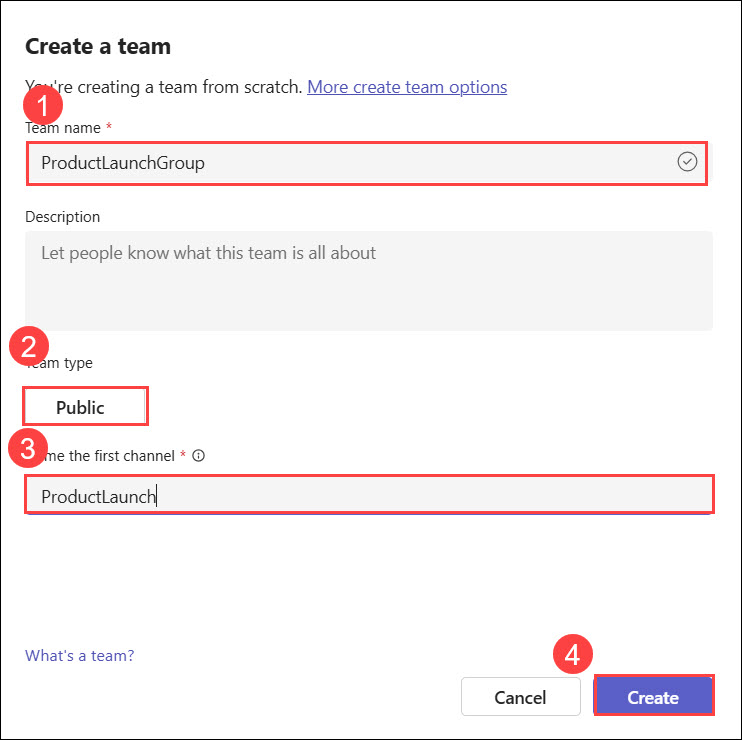 Create a team
You're creating a team from scratch. More create team options
1
Team name *
ProductLaunchGroup
Description
Let people know what this team is all about
2
Team type
Public
3
me the first channel *
ProductLaunch
What's a team?
4
Cancel
Create